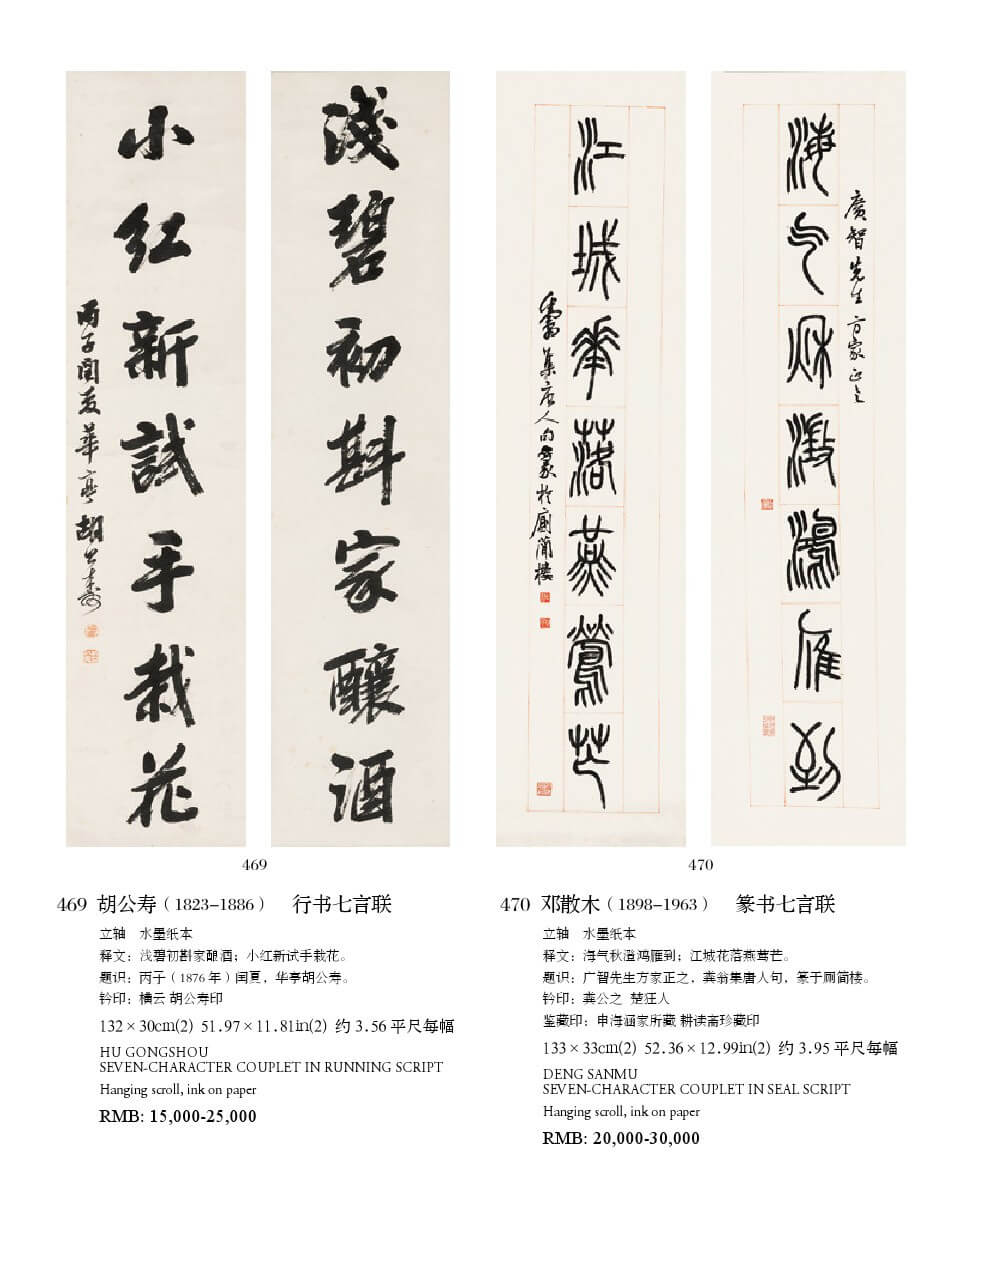 淺碧初斟家釀酒
小紅新試手栽花
丙子閏夏華亭胡公壽
海气秌澂鴻雁到
廣智先生方家正之
江城華落燕鶯芒
龔翁集唐人句篆於厠簡樓
469
470
469 胡公寿（1823–1886） 行书七言联
立轴 水墨纸本
释文：浅碧初斟家酿酒；小红新试手栽花。
题识：丙子（1876年）闰夏，华亭胡公寿。
钤印：横云 胡公寿印
132×30cm(2) 51.97×11.81in(2) 约 3.56 平尺每幅
HU GONGSHOU
SEVEN-CHARACTER COUPLET IN RUNNING SCRIPT
Hanging scroll, ink on paper
RMB: 15,000-25,000
470 邓散木（1898–1963） 篆书七言联
立轴 水墨纸本
释文：海气秋澄鸿雁到；江城花落燕莺芒。
题识：广智先生方家正之，龚翁集唐人句，篆于厕简楼。
钤印：龚公之 楚狂人
鉴藏印：申海涵家所藏 耕读斋珍藏印
133×33cm(2) 52.36×12.99in(2) 约 3.95 平尺每幅
DENG SANMU
SEVEN-CHARACTER COUPLET IN SEAL SCRIPT
Hanging scroll, ink on paper
RMB: 20,000-30,000